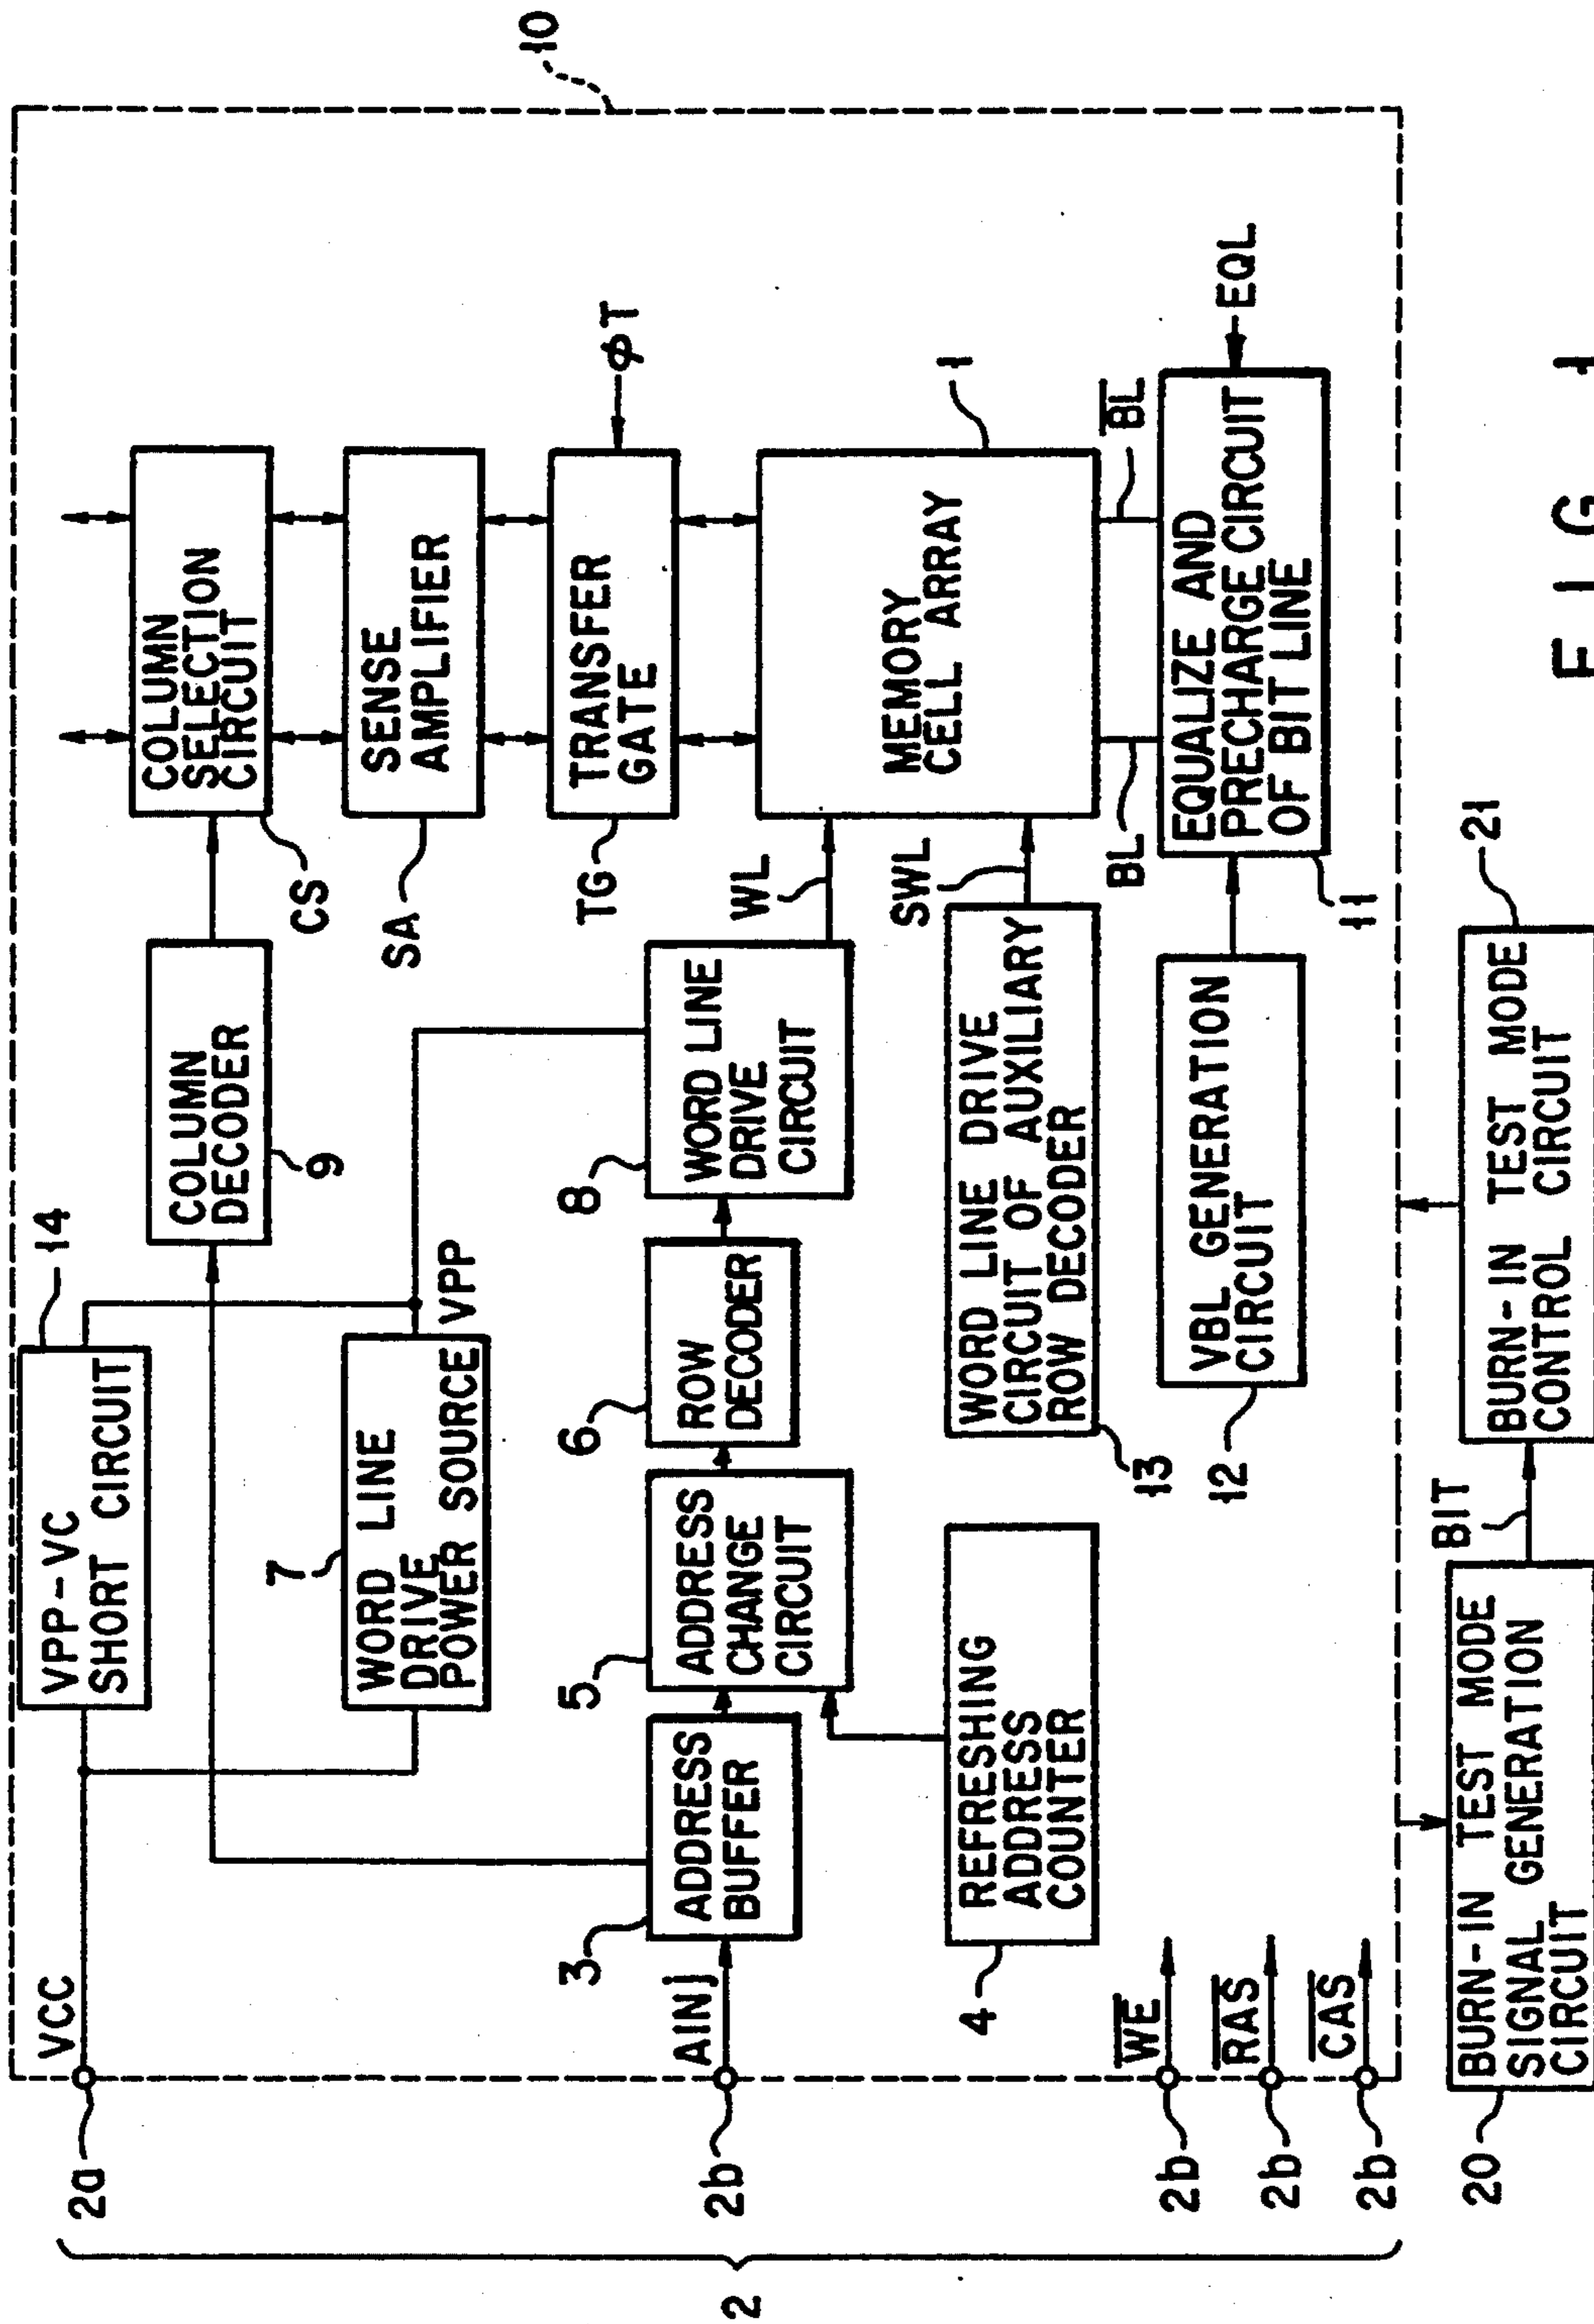 10
VCC
2a
VPP-VC
SHORT CIRCUIT
14
COLUMN
DECODER
9
COLUMN
SELECTION
CIRCUIT
CS
WORD LINE
DRIVE
POWER SOURCE
7
VPP
SENSE
AMPLIFIER
SA
TRANSFER
GATE
TG
φT
2
AINj
2b
ADDRESS
BUFFER
3
ADDRESS
CHANGE
CIRCUIT
5
ROW
DECODER
6
WORD LINE
DRIVE
CIRCUIT
8
WL
MEMORY
CELL ARRAY
1
REFRESHING
ADDRESS
COUNTER
4
WORD LINE DRIVE
CIRCUIT OF AUXILIARY
ROW DECODER
13
SWL
BL
B̅L̅
W̅E̅
2b
R̅A̅S̅
2b
C̅A̅S̅
2b
VBL GENERATION
CIRCUIT
12
EQUALIZE AND
PRECHARGE CIRCUIT
OF BIT LINE
11
EQL
BURN-IN TEST MODE
SIGNAL GENERATION
CIRCUIT
20
BIT
BURN-IN TEST MODE
CONTROL CIRCUIT
21
FIG. 1